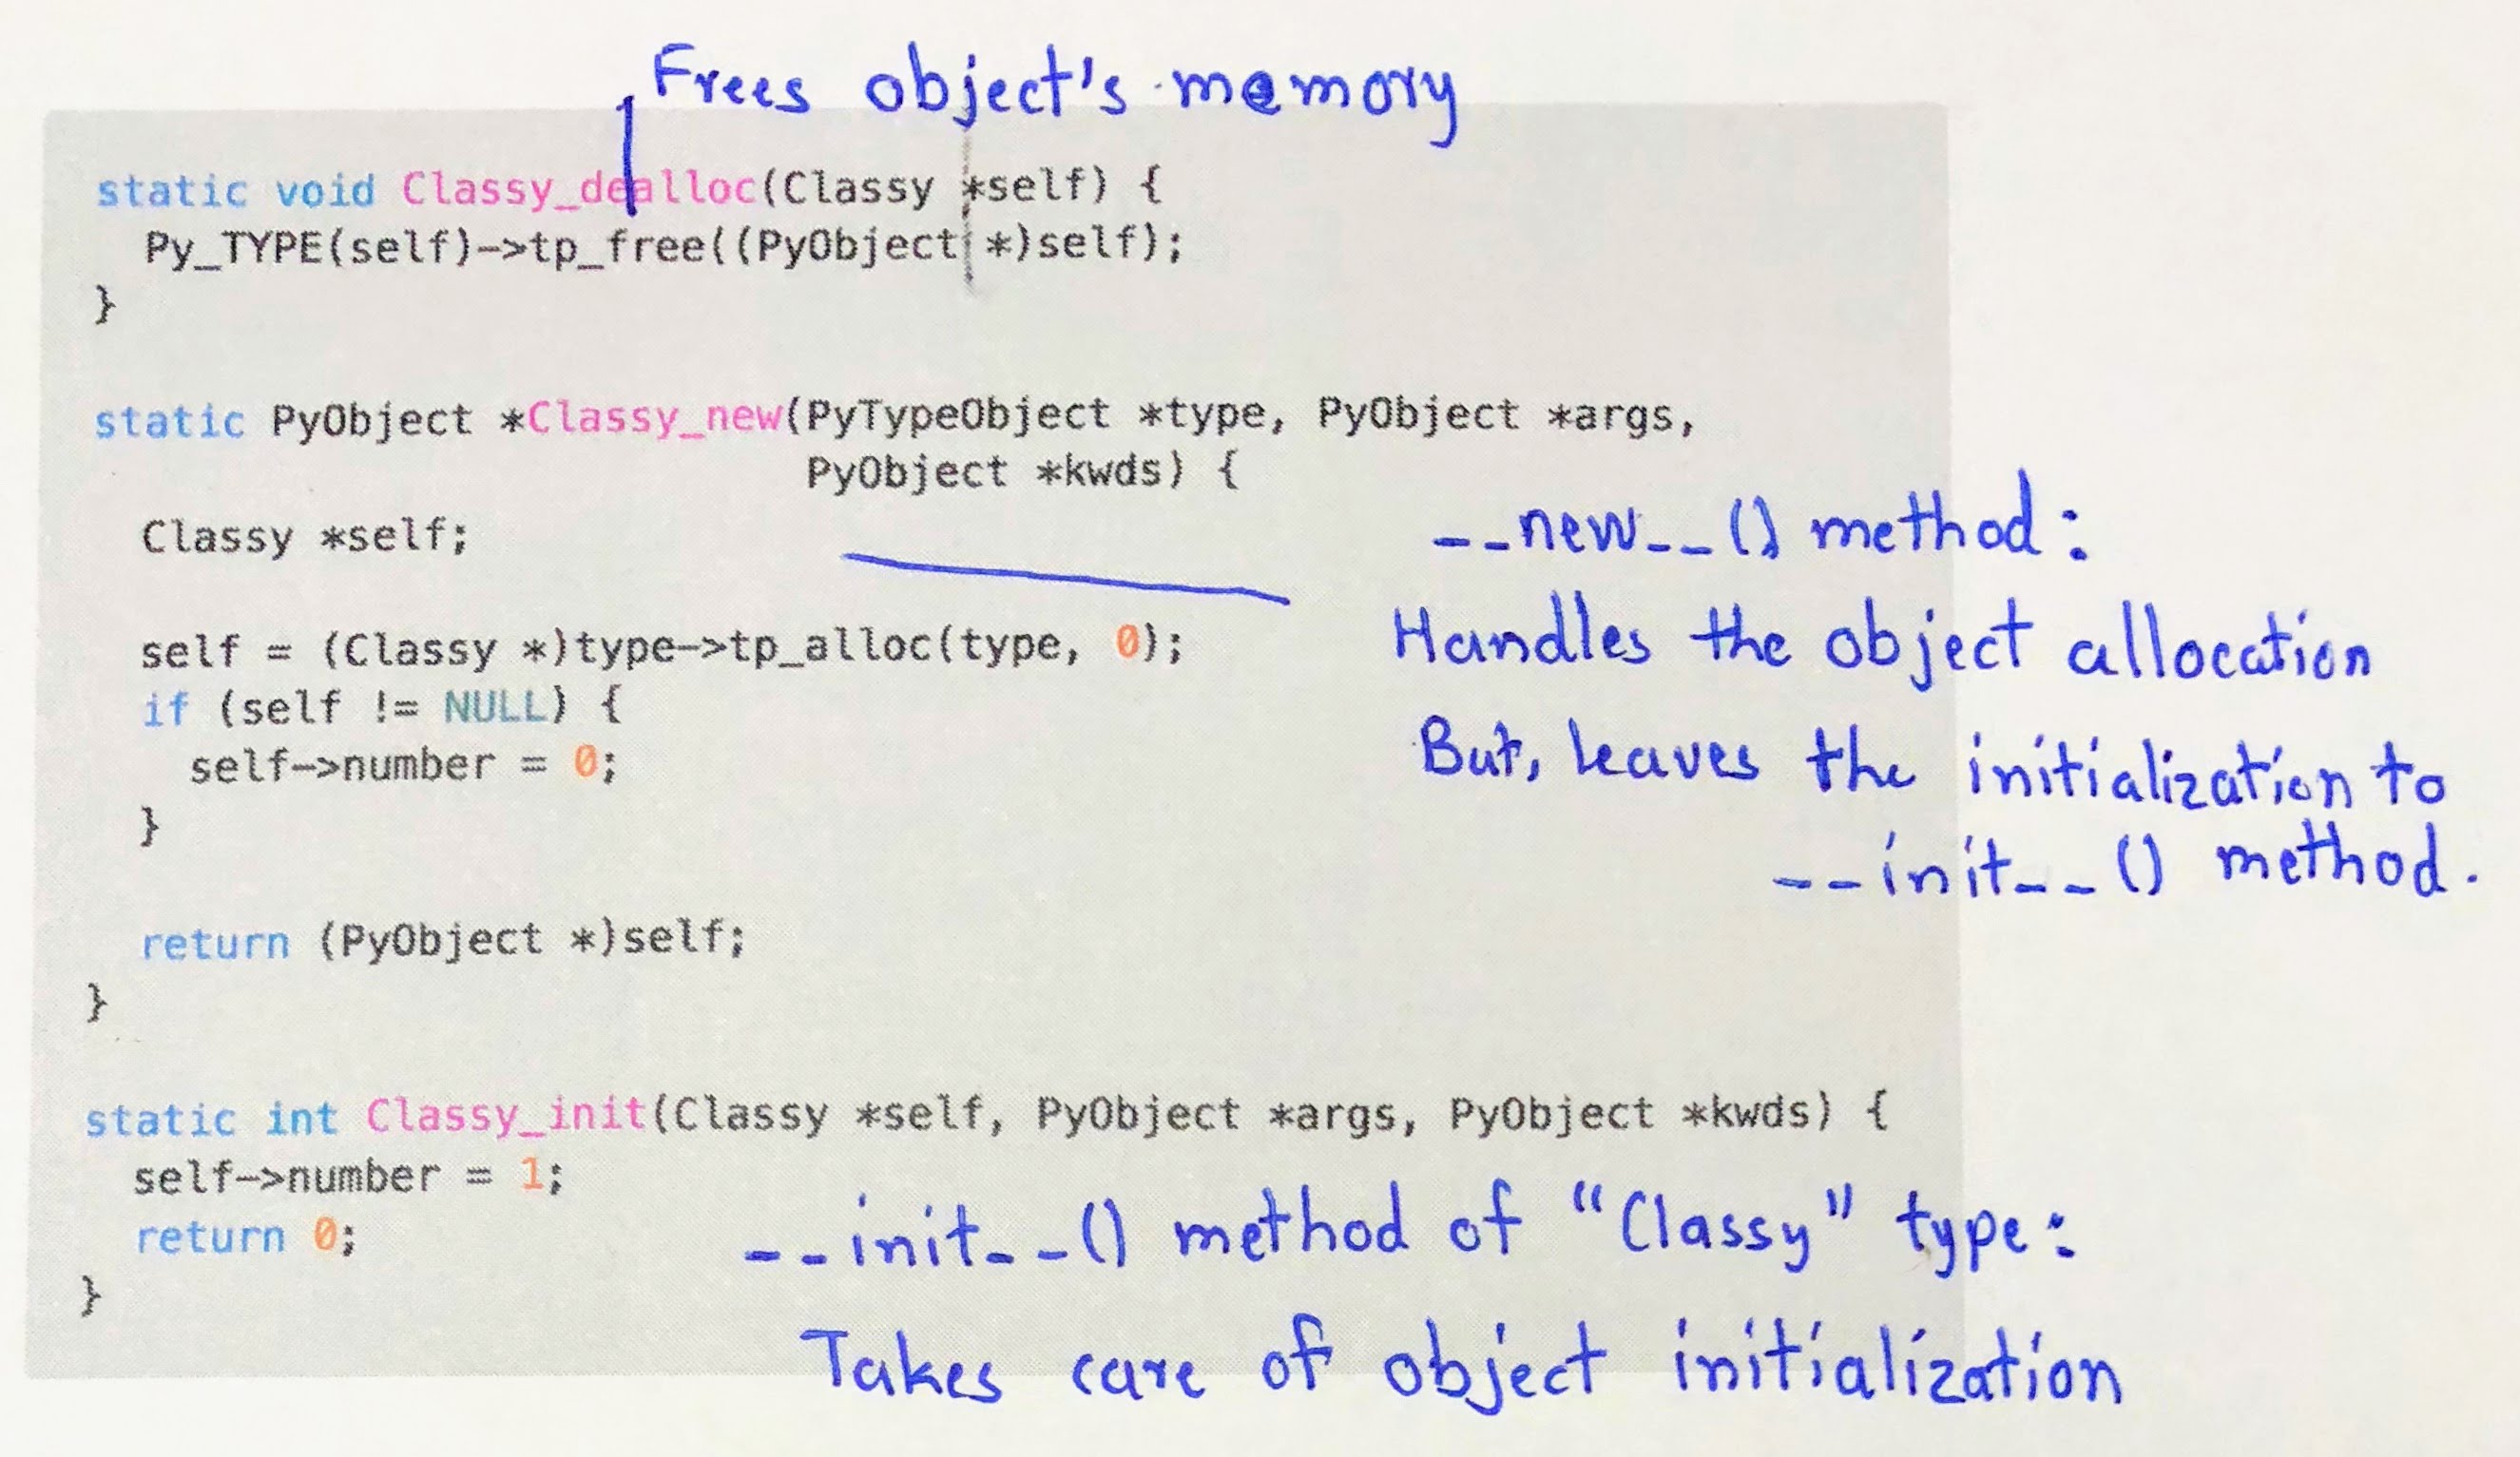 Frees object's memory
static void Classy_dealloc(Classy *self) {
Py_TYPE(self)->tp_free((PyObject *)self);
}
static PyObject *Classy_new(PyTypeObject *type, PyObject *args,
PyObject *kwds) {
Classy *self;
__new__() method:
Handles the object allocation
But, leaves the initialization to
__init__() method.
self = (Classy *)type->tp_alloc(type, 0);
if (self != NULL) {
self->number = 0;
}
return (PyObject *)self;
}
static int Classy_init(Classy *self, PyObject *args, PyObject *kwds) {
self->number = 1;
return 0;
}
__init__() method of "Classy" type:
Takes care of object initialization